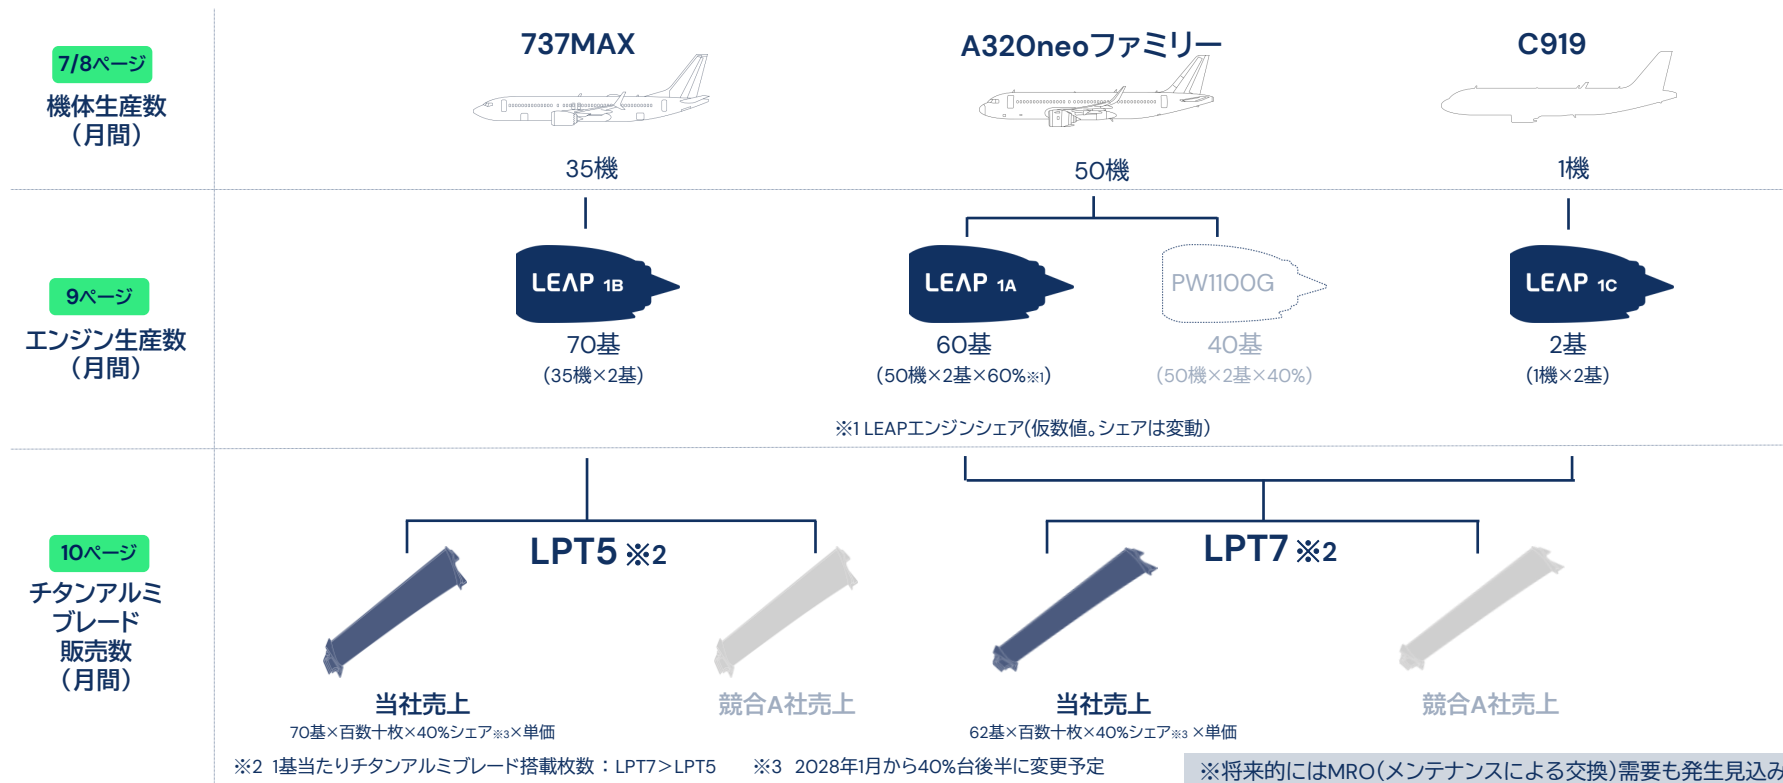 737MAX
A320neoファミリー
C919
7/8ページ
機体生産数
(月間)
35機
50機
1機
LEAP 1B
LEAP 1A
PW1100G
LEAP 1C
9ページ
エンジン生産数
(月間)
70基
(35機×2基)
60基
(50機×2基×60%※1)
40基
(50機×2基×40%)
2基
(1機×2基)
※1 LEAPエンジンシェア(仮数値。シェアは変動)
10ページ
チタンアルミ
ブレード
販売数
(月間)
LPT5 ※2
LPT7 ※2
当社売上
70基×百数十枚×40%シェア※3×単価
競合A社売上
当社売上
62基×百数十枚×40%シェア※3 ×単価
競合A社売上
※2 1基当たりチタンアルミブレード搭載枚数：LPT7>LPT5
※3 2028年1月から40%台後半に変更予定
※将来的にはMRO(メンテナンスによる交換)需要も発生見込み